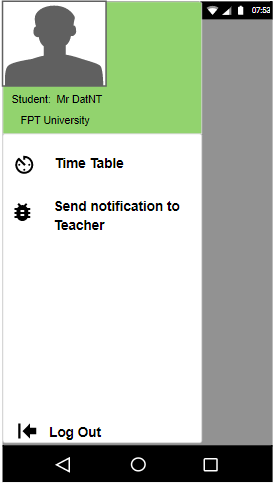 07:53
Student: Mr DatNT
FPT University
Time Table
Send notification to
Teacher
Log Out